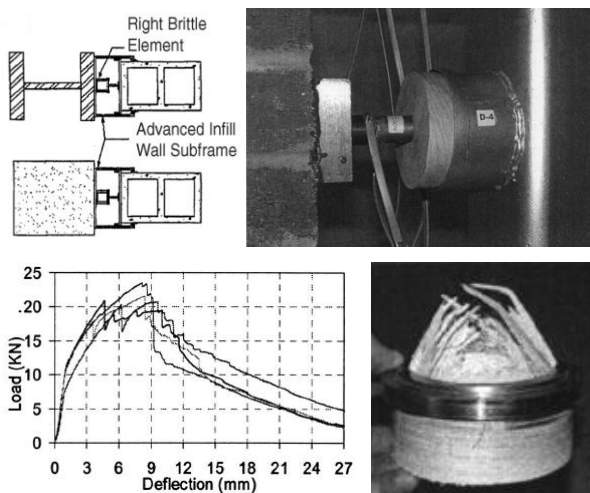 Right Brittle
Element
Advanced Infill
Wall Subframe
D-4
25
.20
15
10
5
0
Load (KN)
0 3 6 9 12 15 18 21 24 27
Deflection (mm)